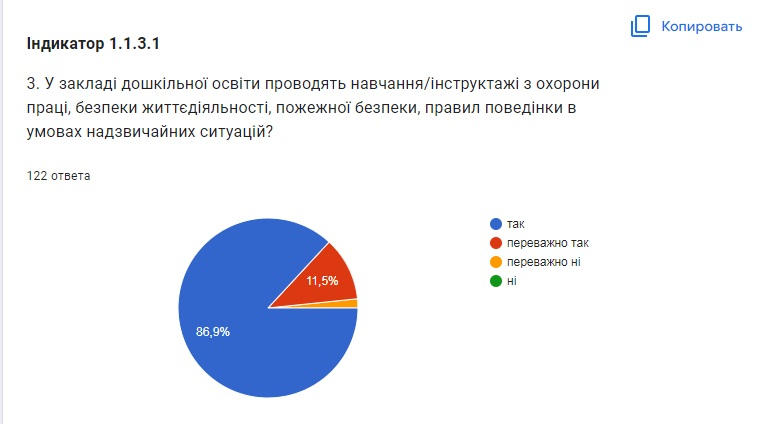 Копировать
Індикатор 1.1.3.1
3. У закладі дошкільної освіти проводять навчання/інструктажі з охорони
праці, безпеки життєдіяльності, пожежної безпеки, правил поведінки в
умовах надзвичайних ситуацій?
122 ответа
так
переважно так
переважно ні
ні
11,5%
86,9%